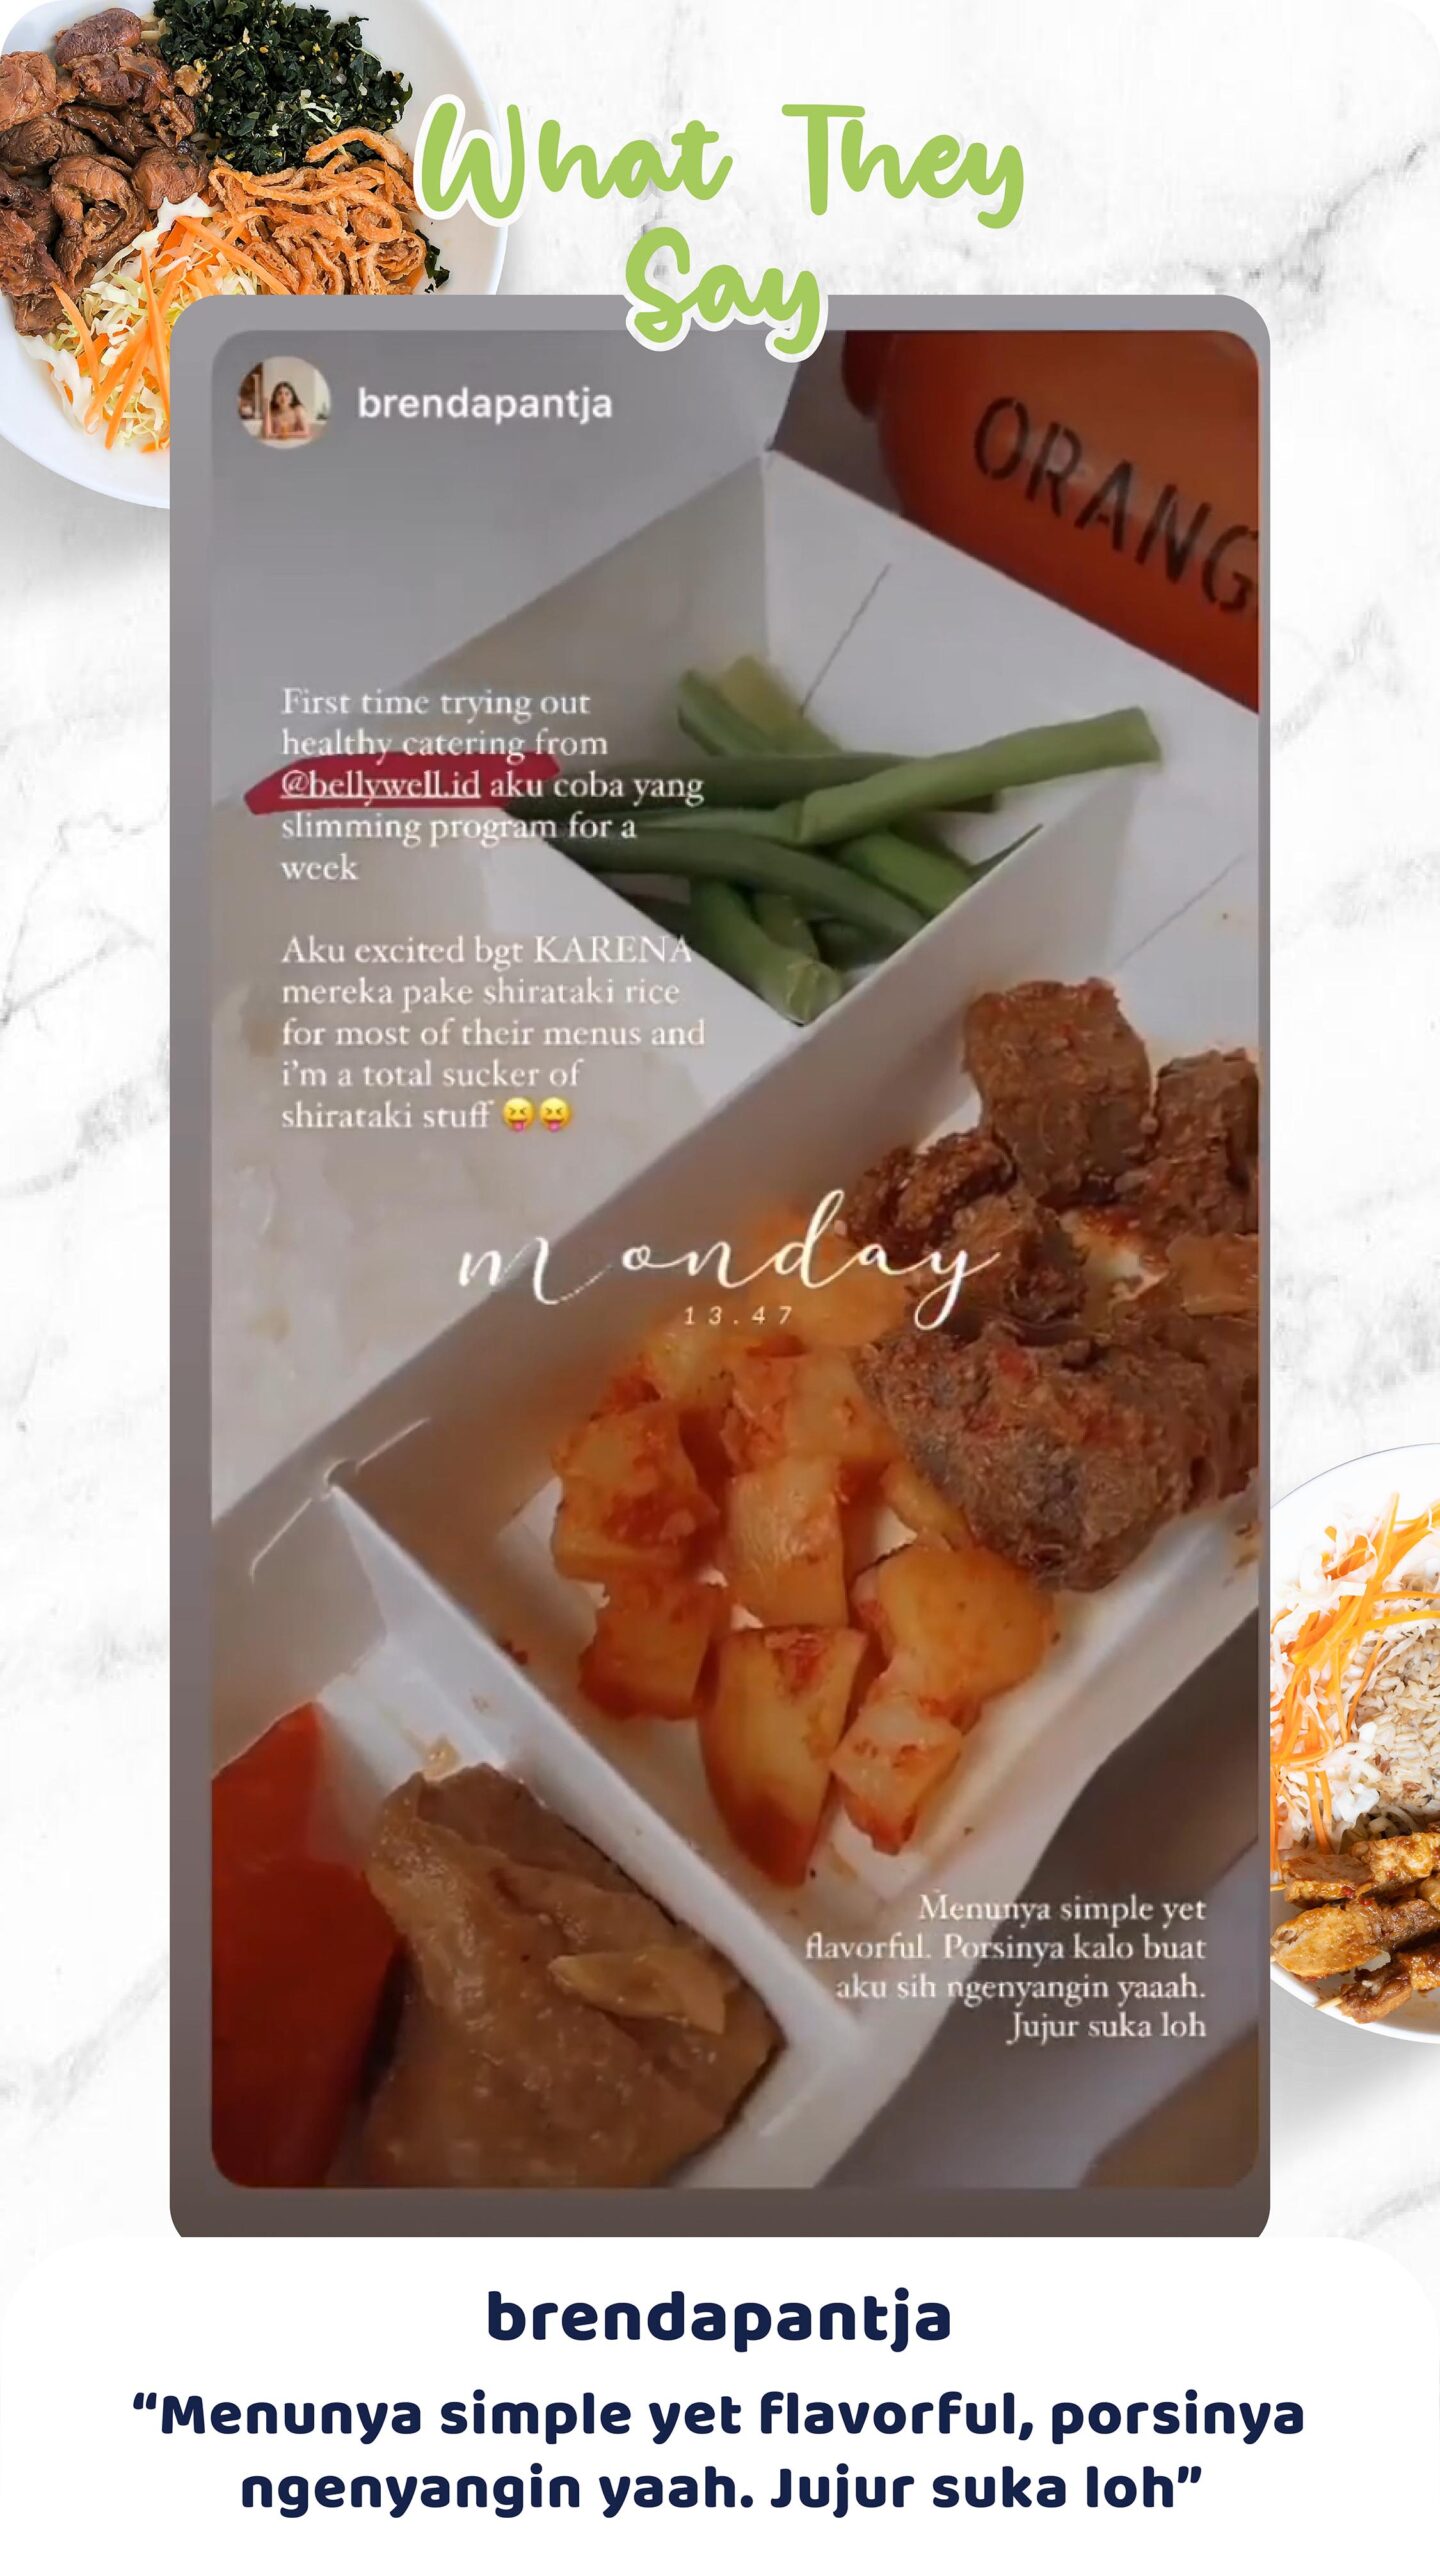 What They
Say
brendapantja
ORANG
First time trying out
healthy catering from
@bellywell.id aku coba yang
slimming program for a
week
Aku excited bgt KARENA
mereka pake shirataki rice
for most of their menus and
i'm a total sucker of
shirataki stuff 😝😝
monday
13.47
Menunya simple yet
flavorful. Porsinya kalo buat
aku sih ngenyangin yaaah.
Jujur suka loh
brendapantja
“Menunya simple yet flavorful, porsinya
ngenyangin yaah. Jujur suka loh”